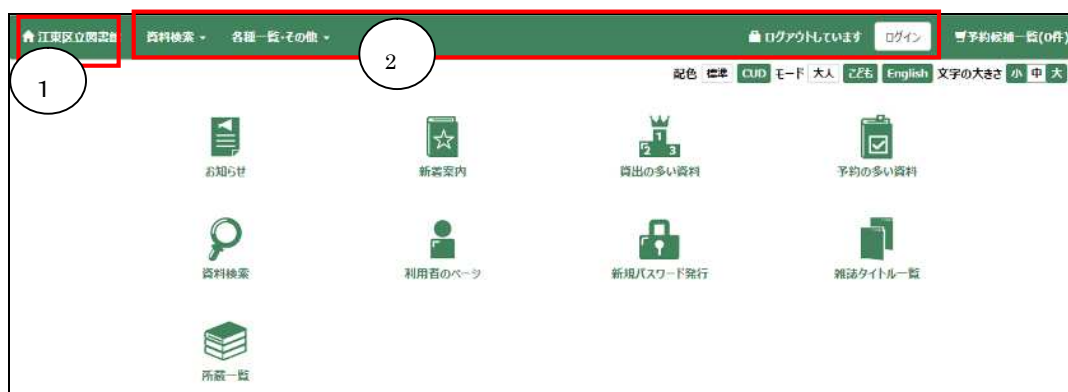 江東区立図書館 資料検索 各種一覧・その他 ログアウトしています ログイン 予約候補一覧(0件)
1
2
配色 標準 CUD モード 大人 こども English 文字の大きさ 小 中 大
1
2 3
お知らせ 新着案内 貸出の多い資料 予約の多い資料
資料検索 利用者のページ 新規パスワード発行 雑誌タイトル一覧
所蔵一覧